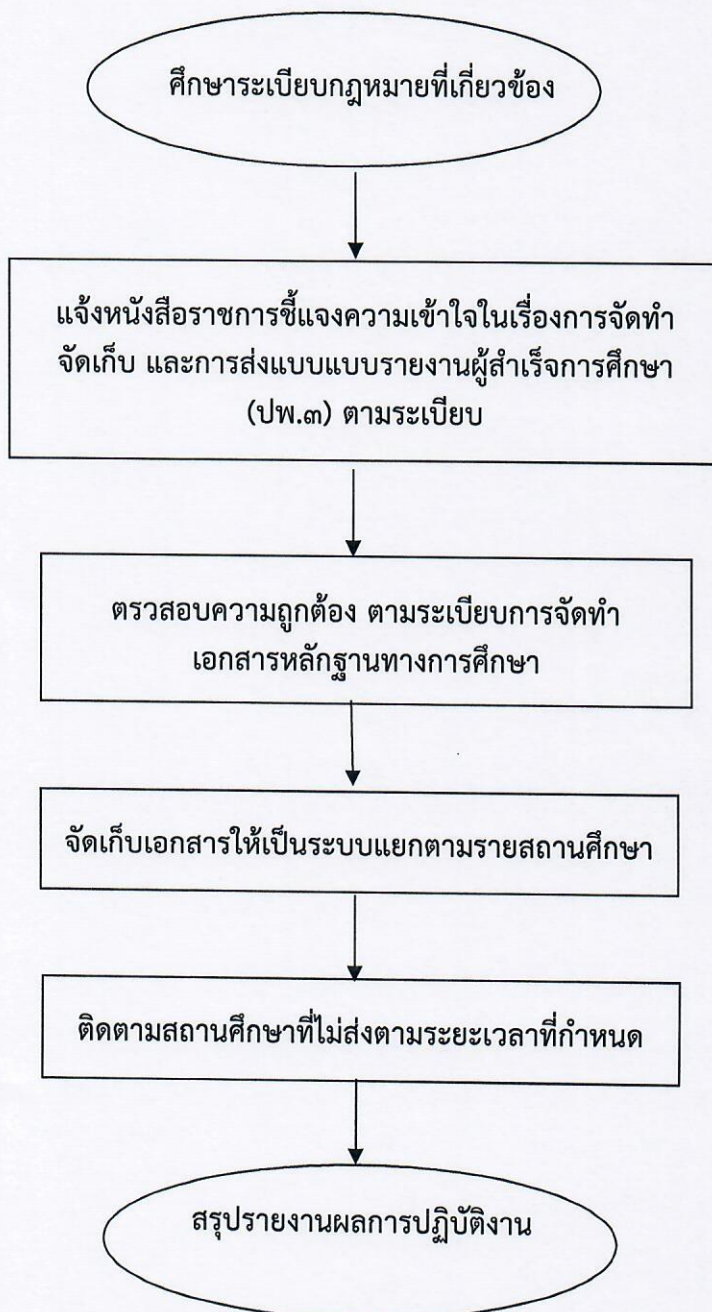 ศึกษาระเบียบกฎหมายที่เกี่ยวข้อง
แจ้งหนังสือราชการชี้แจงความเข้าใจในเรื่องการจัดทำ
จัดเก็บ และการส่งแบบแบบรายงานผู้สำเร็จการศึกษา
(ปพ.๓) ตามระเบียบ
ตรวสอบความถูกต้อง ตามระเบียบการจัดทำ
เอกสารหลักฐานทางการศึกษา
จัดเก็บเอกสารให้เป็นระบบแยกตามรายสถานศึกษา
ติดตามสถานศึกษาที่ไม่ส่งตามระยะเวลาที่กำหนด
สรุปรายงานผลการปฏิบัติงาน